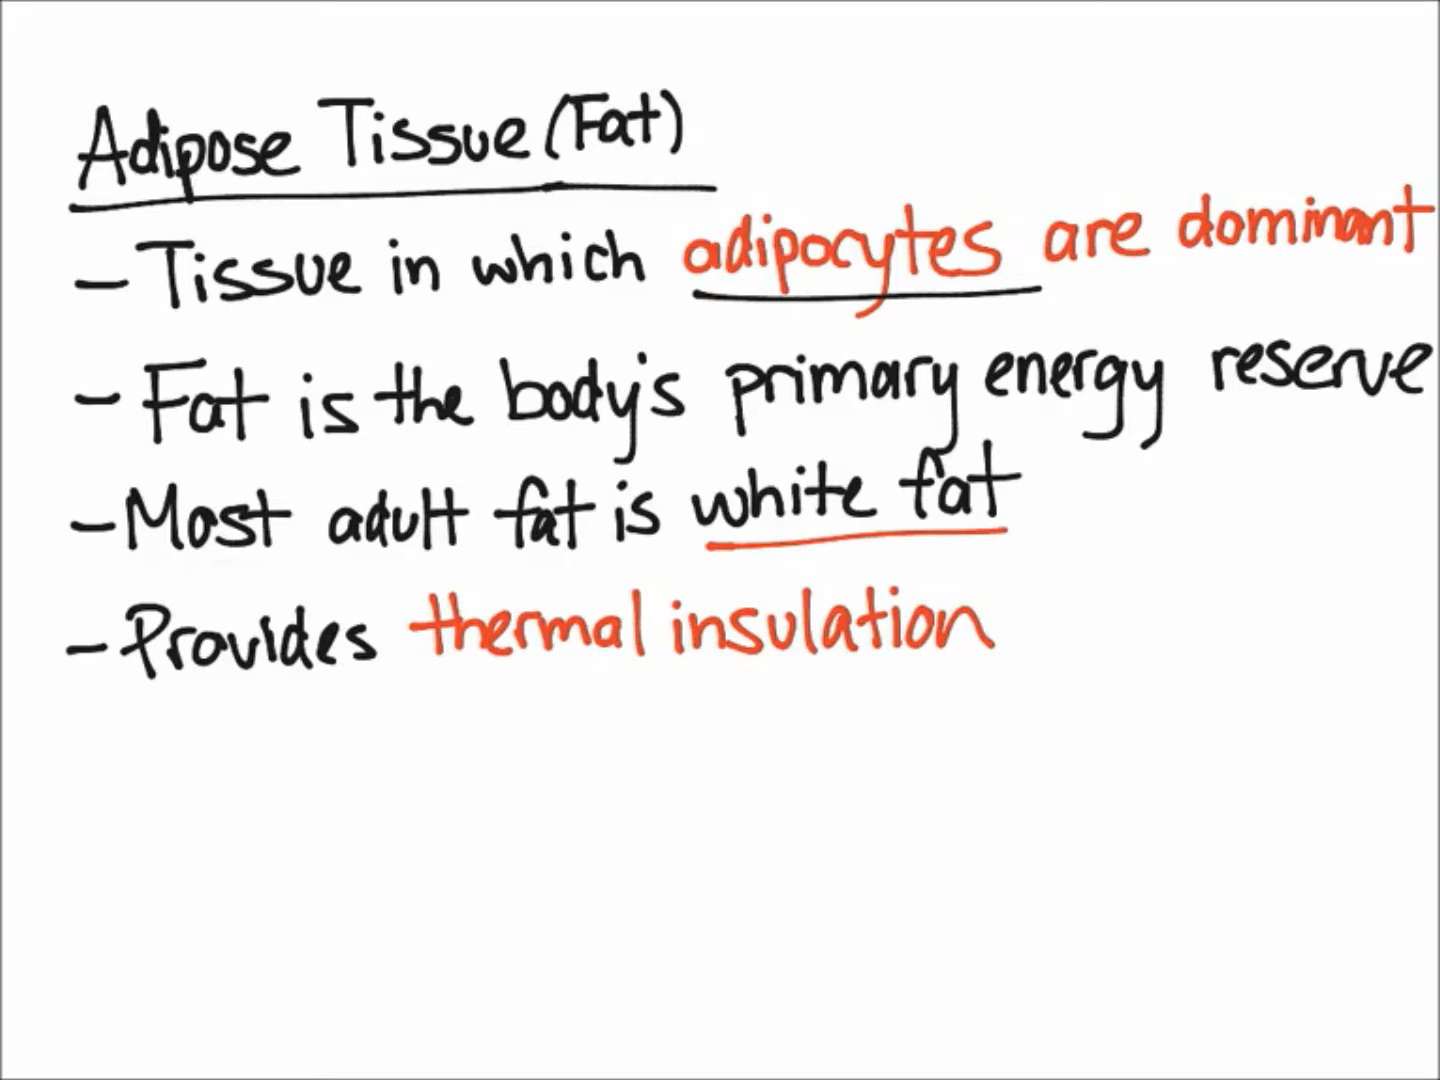 Adipose Tissue (Fat)
- Tissue in which adipocytes are dominant
- Fat is the body's primary energy reserve
- Most adult fat is white fat
- Provides thermal insulation